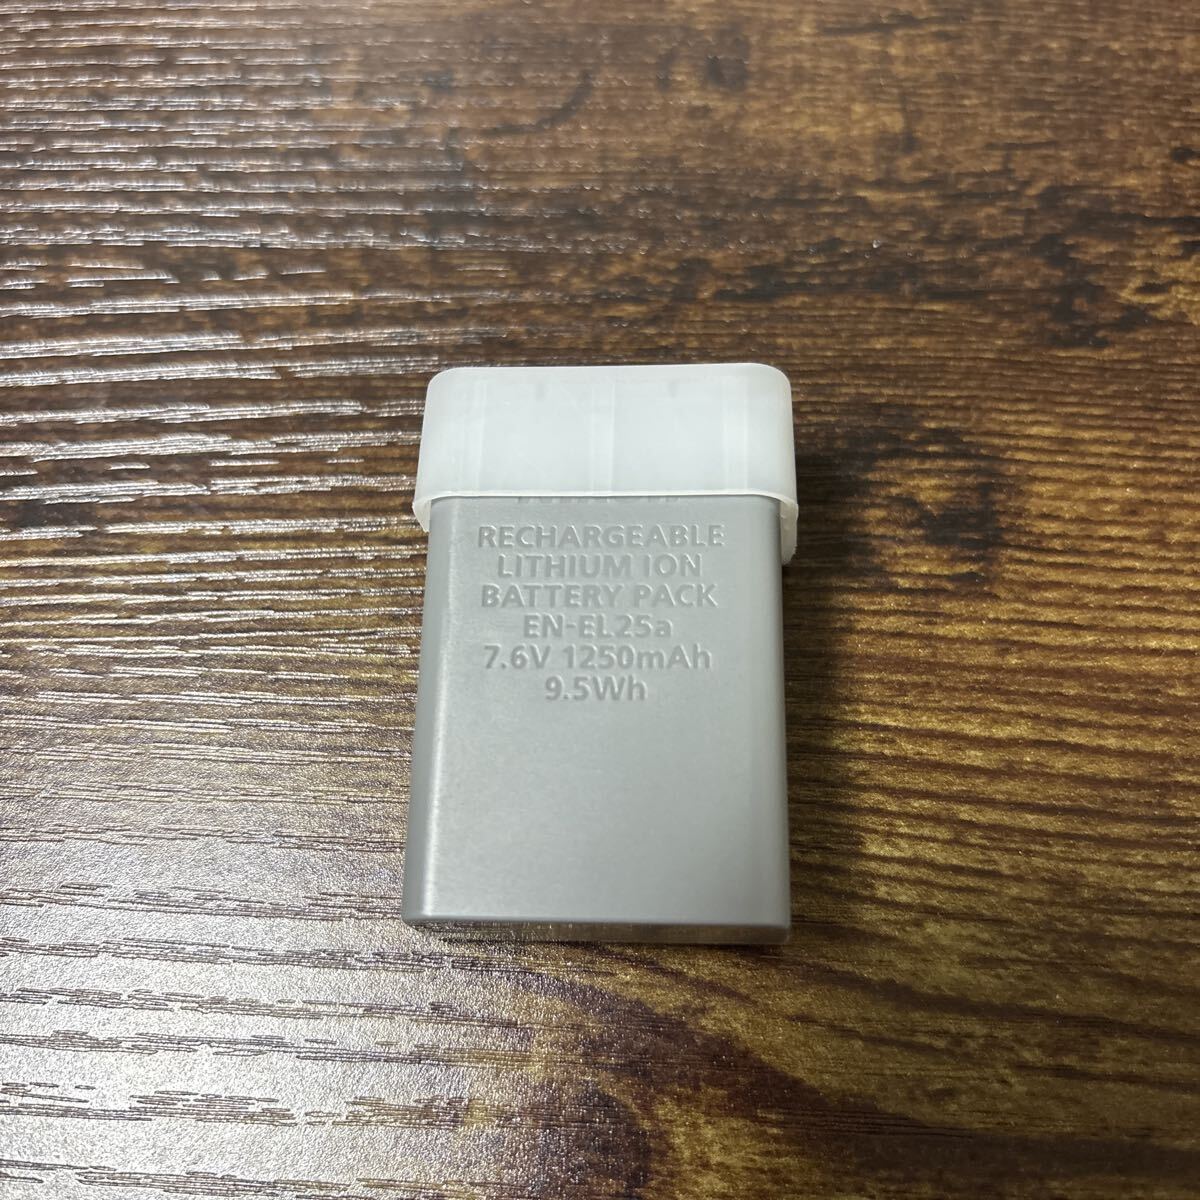 RECHARGEABLE
LITHIUM ION
BATTERY PACK
EN-EL25a
7.6V 1250mAh
9.5Wh